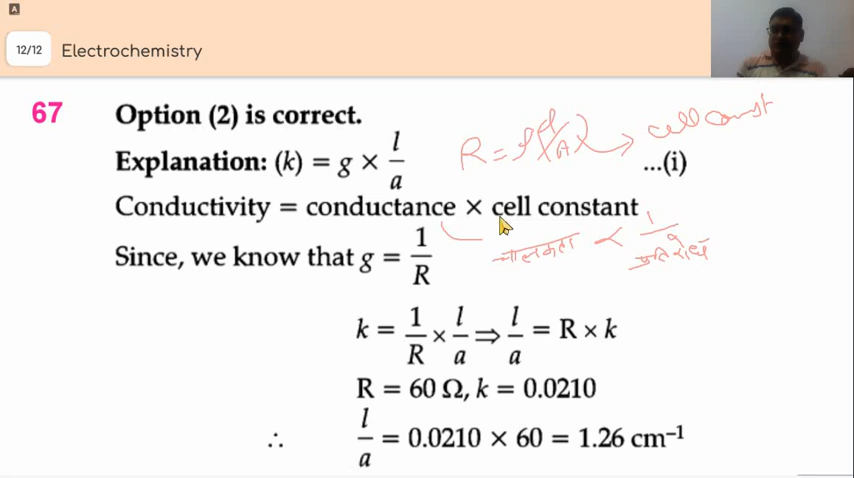 A
12/12 Electrochemistry
67 Option (2) is correct.
R = ρ(l/A) → cell const
Explanation: (k) = g × l/a ...(i)
Conductivity = conductance × cell constant
चालकता ∝ 1/प्रतिरोध
Since, we know that g = 1/R
k = 1/R × l/a ⇒ l/a = R × k
R = 60 Ω, k = 0.0210
∴ l/a = 0.0210 × 60 = 1.26 cm⁻¹